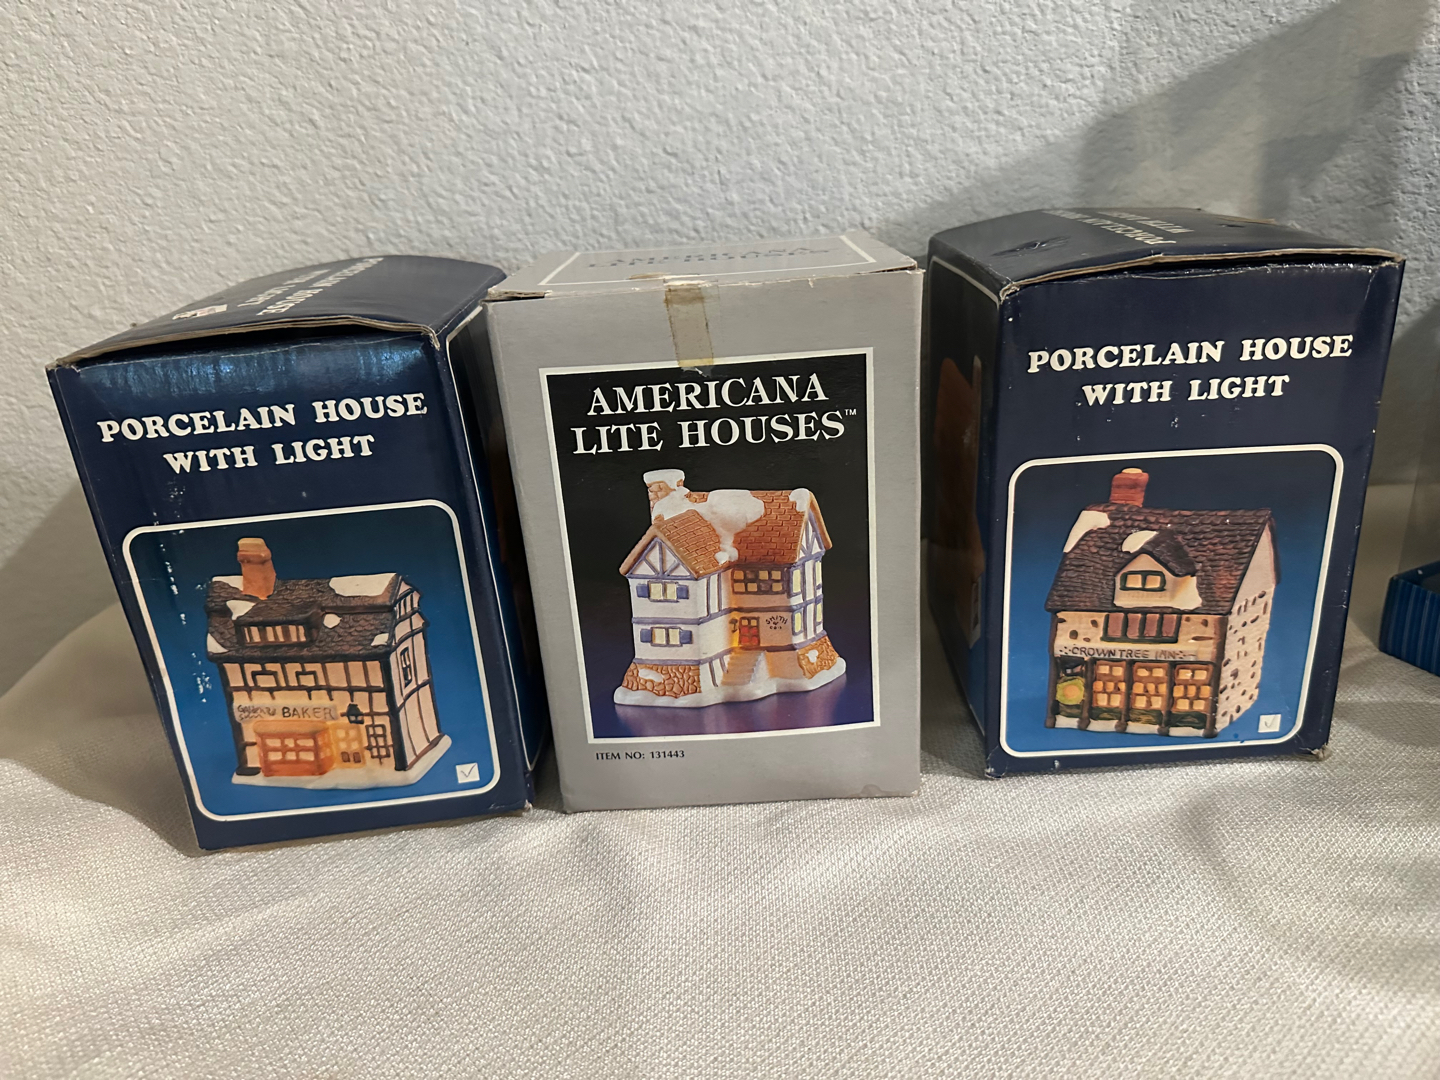 PORCELAIN HOUSE
WITH LIGHT
BAKER
AMERICANA
LITE HOUSES™
ITEM NO: 131443
PORCELAIN HOUSE
WITH LIGHT
CROWN TREE INN